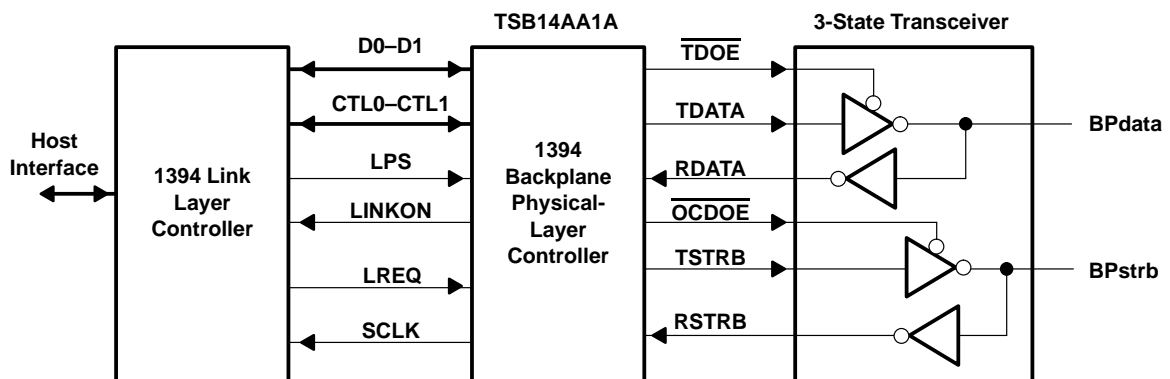 TSB14AA1A
3-State Transceiver
D0–D1
TDOE
CTL0–CTL1
TDATA
BPdata
Host
Interface
1394 Link
Layer
Controller
LPS
1394
Backplane
Physical-
Layer
Controller
RDATA
LINKON
OCDOE
TSTRB
BPstrb
LREQ
SCLK
RSTRB